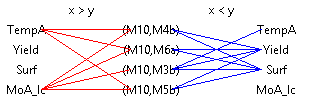 x > y x < y
TempA (M10,M4b) TempA
Yield (M10,M6a) Yield
Surf (M10,M3b) Surf
MoA_Ic (M10,M5b) MoA_Ic